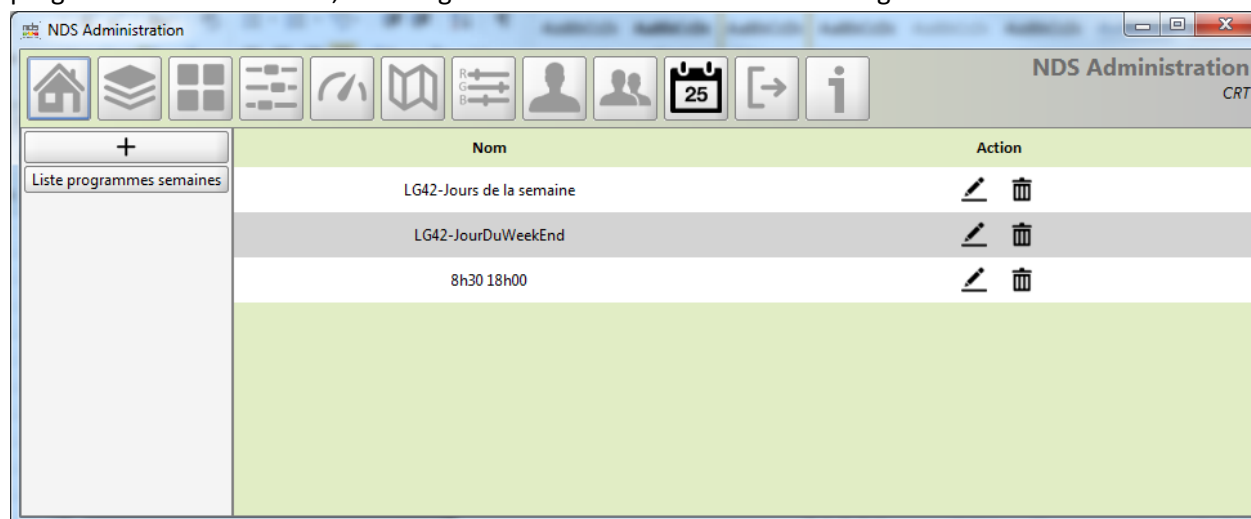 NDS Administration
NDS Administration
CRT
R
G
B
25
+
Nom
Action
Liste programmes semaines
LG42-Jours de la semaine
LG42-JourDuWeekEnd
8h30 18h00